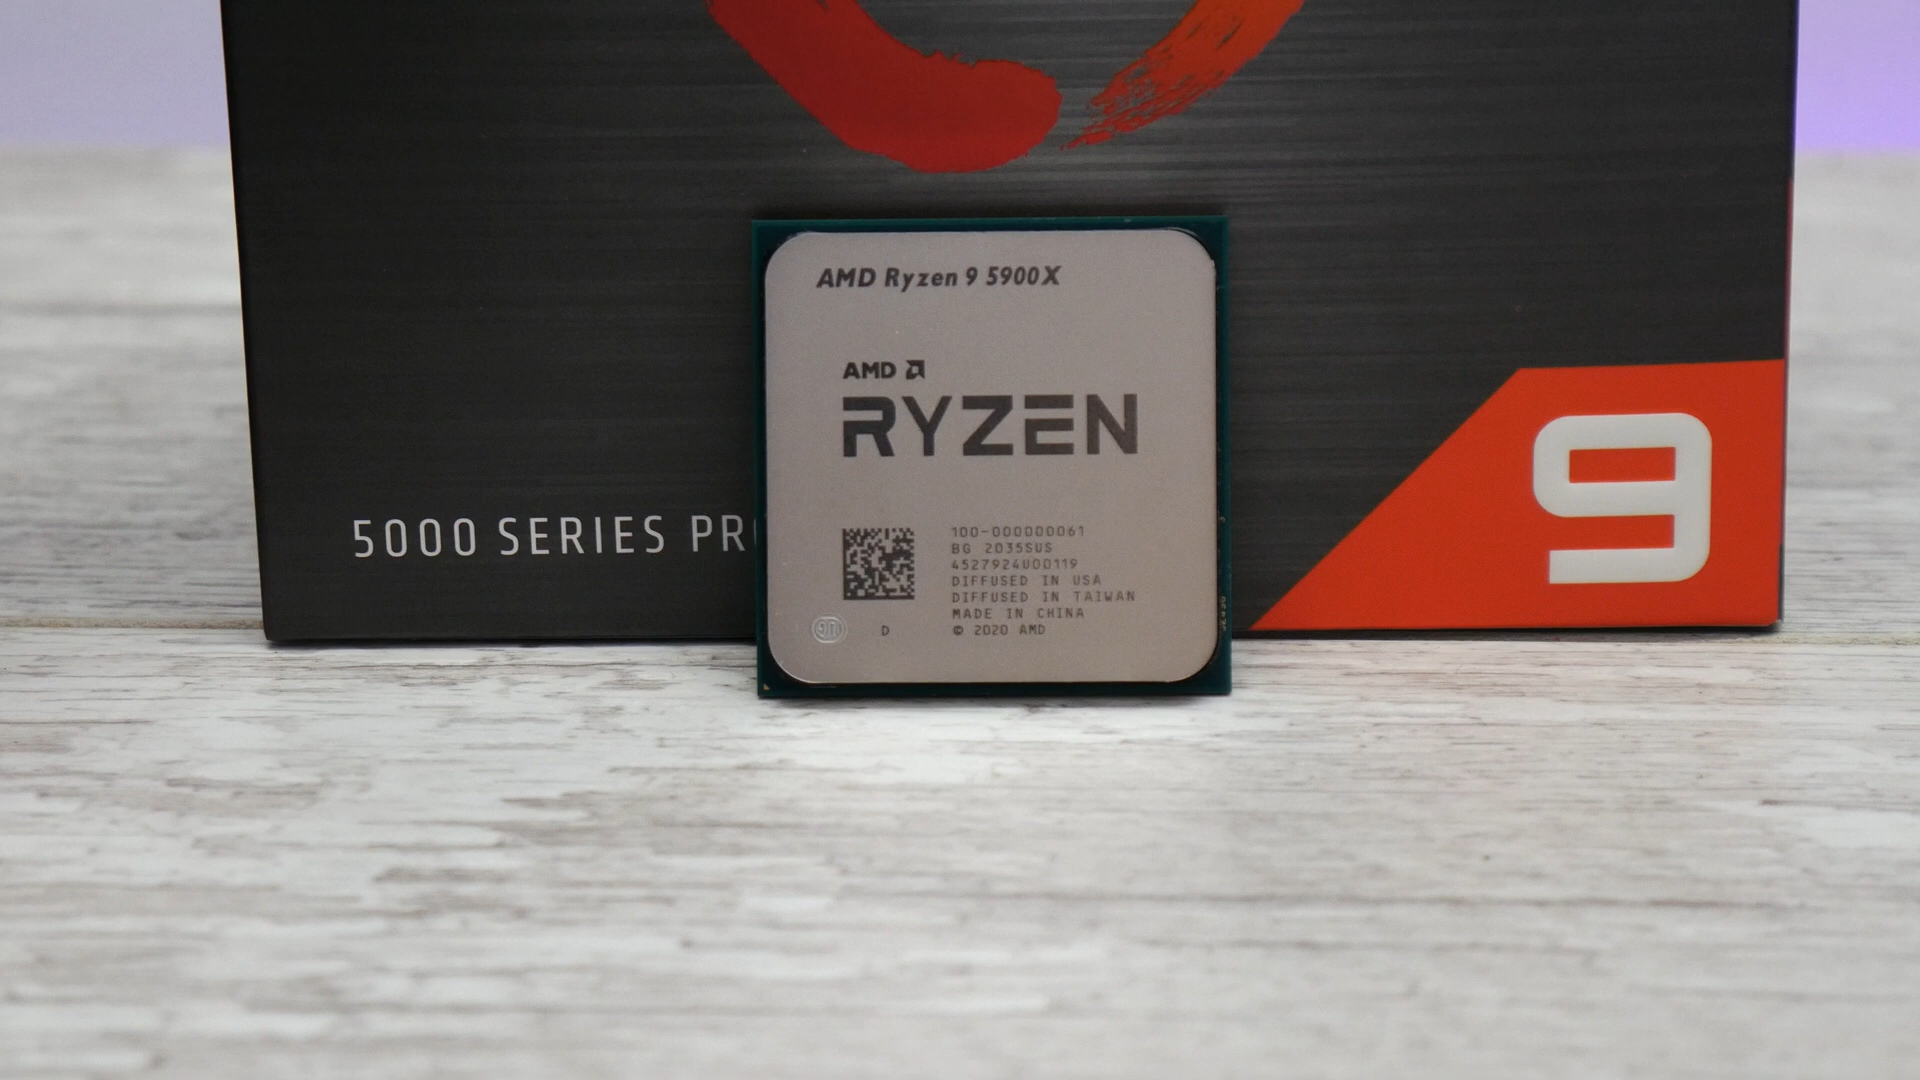 AMD Ryzen 9 5900X
AMD
RYZEN
100-000000061
BG 2035SUS
4527924U00119
DIFFUSED IN USA
DIFFUSED IN TAIWAN
MADE IN CHINA
© 2020 AMD
D
5000 SERIES PR
9